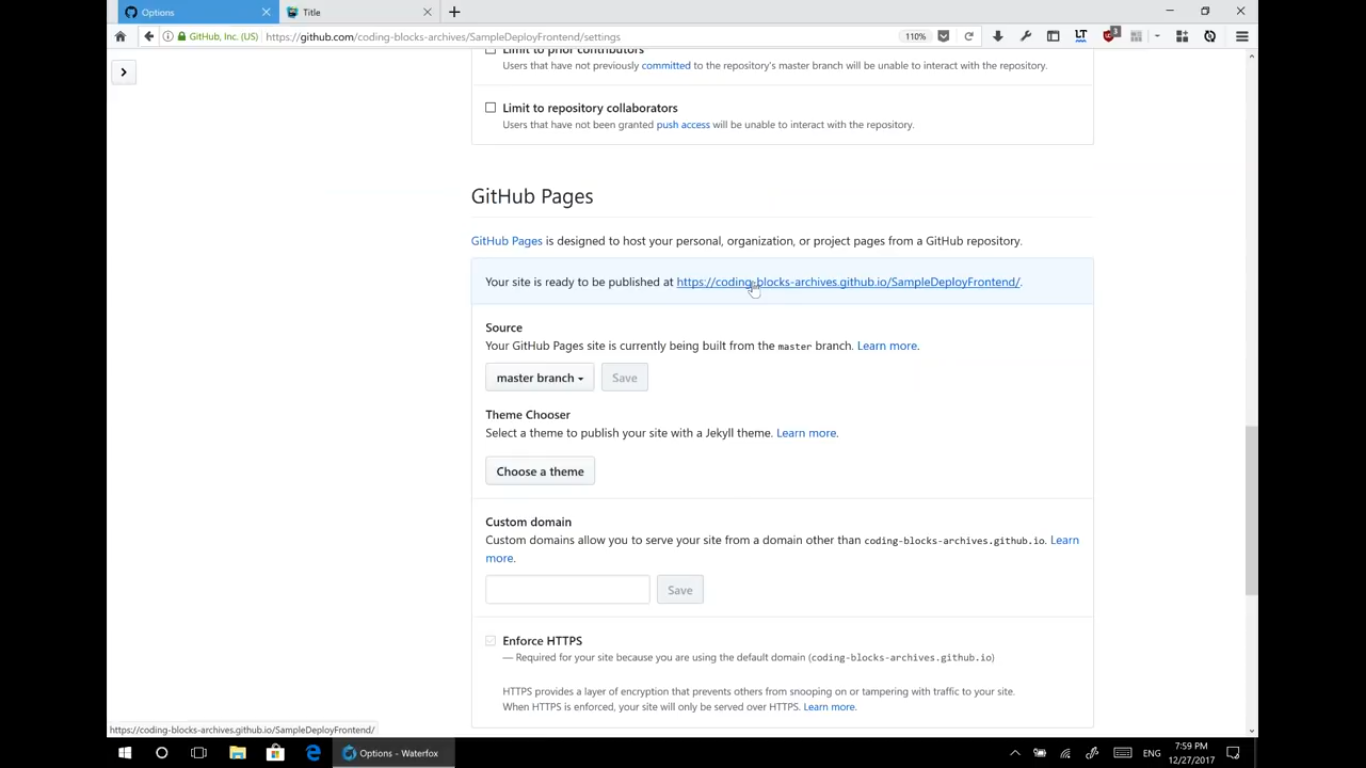 Options
Title
GitHub, Inc. (US)
https://github.com/coding-blocks-archives/SampleDeployFrontend/settings
110%
LT
3
Limit to prior contributors
Users that have not previously committed to the repository's master branch will be unable to interact with the repository.
Limit to repository collaborators
Users that have not been granted push access will be unable to interact with the repository.
GitHub Pages
GitHub Pages is designed to host your personal, organization, or project pages from a GitHub repository.
Your site is ready to be published at https://coding-blocks-archives.github.io/SampleDeployFrontend/.
Source
Your GitHub Pages site is currently being built from the master branch. Learn more.
master branch
Save
Theme Chooser
Select a theme to publish your site with a Jekyll theme. Learn more.
Choose a theme
Custom domain
Custom domains allow you to serve your site from a domain other than coding-blocks-archives.github.io. Learn
more.
Save
Enforce HTTPS
— Required for your site because you are using the default domain (coding-blocks-archives.github.io)
HTTPS provides a layer of encryption that prevents others from snooping on or tampering with traffic to your site.
When HTTPS is enforced, your site will only be served over HTTPS. Learn more.
https://coding-blocks-archives.github.io/SampleDeployFrontend/
Options - Waterfox
ENG
7:59 PM
12/27/2017